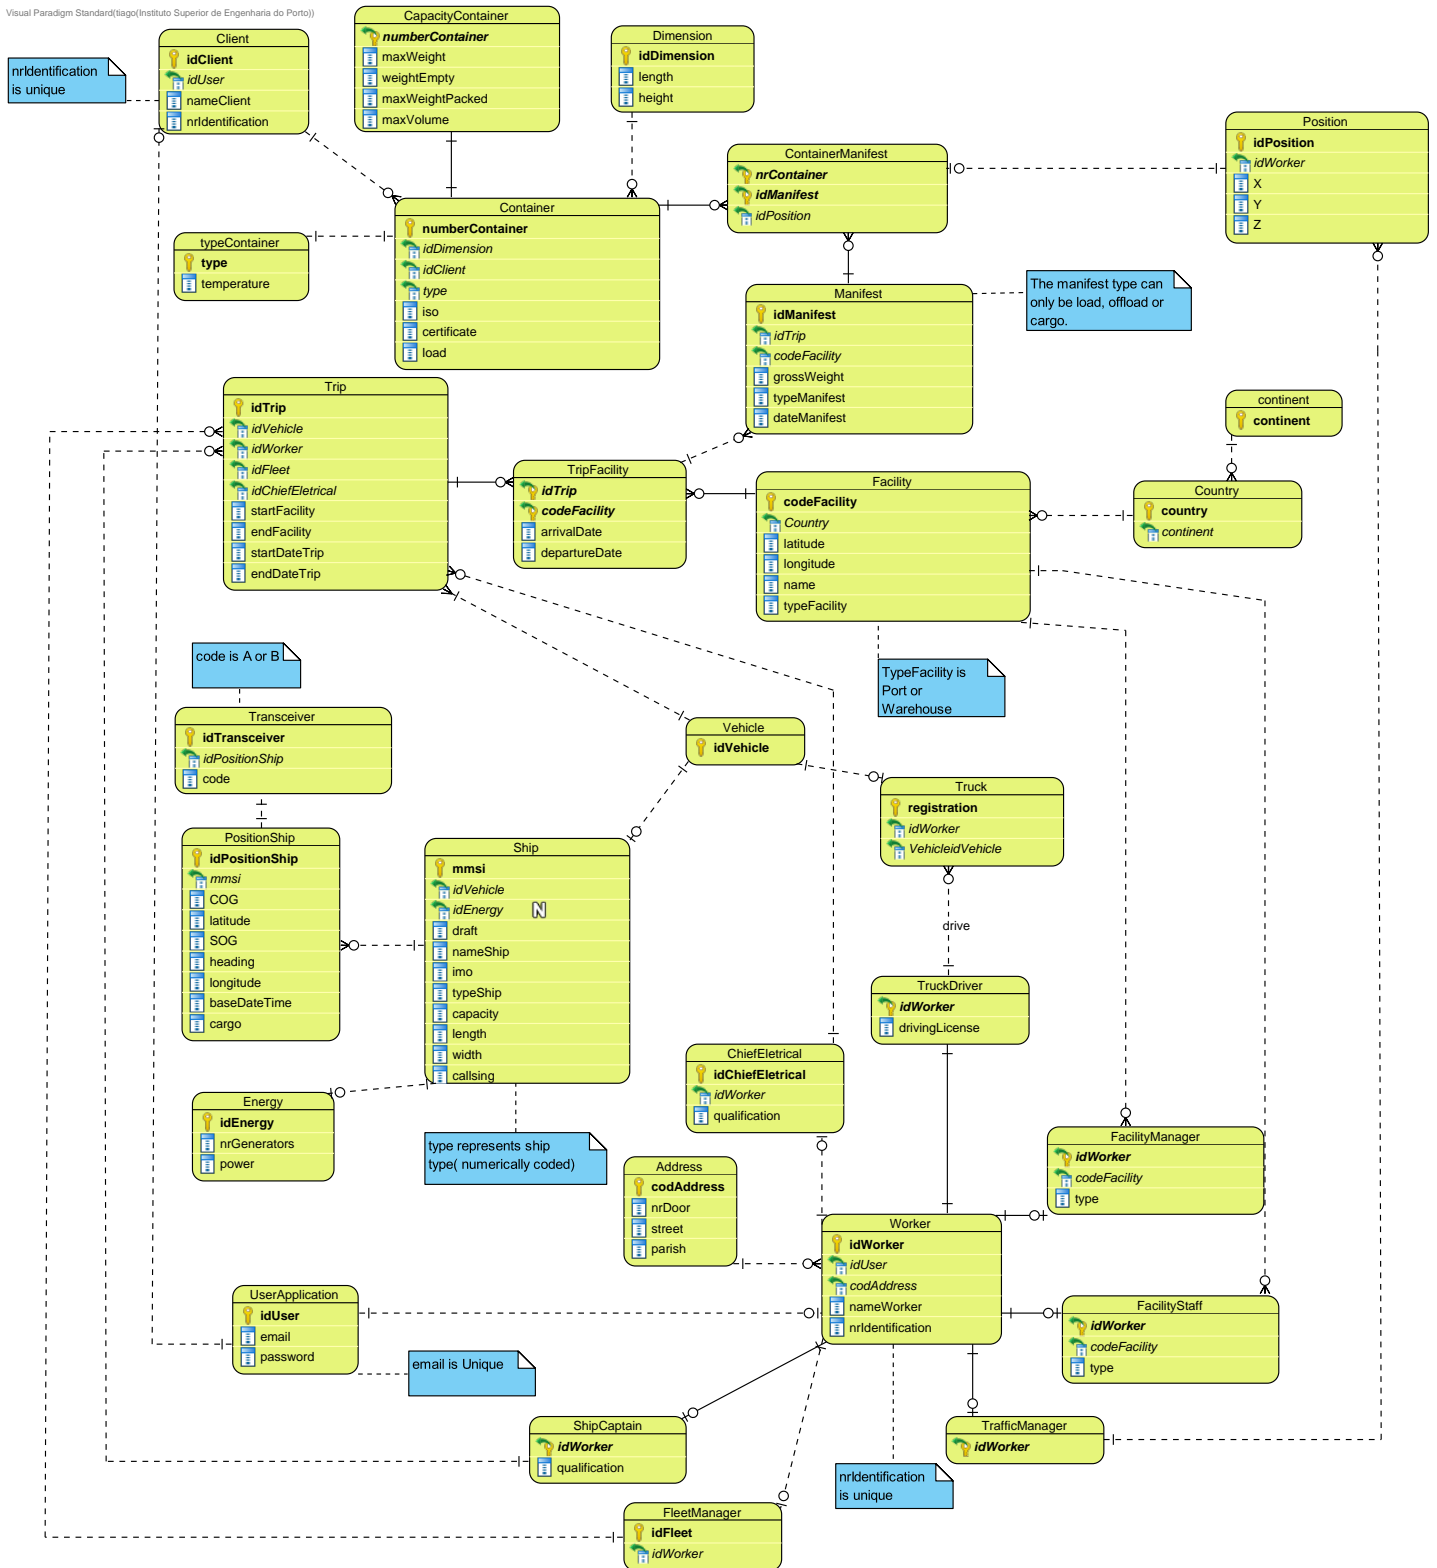 Visual Paradigm Standard(tiago(Instituto Superior de Engenharia do Porto))
Client
idClient
idUser
nameClient
nrIdentification
nrIdentification
is unique
CapacityContainer
numberContainer
maxWeight
weightEmpty
maxWeightPacked
maxVolume
Dimension
idDimension
length
height
ContainerManifest
nrContainer
idManifest
idPosition
Position
idPosition
idWorker
X
Y
Z
typeContainer
type
temperature
Container
numberContainer
idDimension
idClient
type
iso
certificate
load
Manifest
idManifest
idTrip
codeFacility
grossWeight
typeManifest
dateManifest
The manifest type can
only be load, offload or
cargo.
Trip
idTrip
idVehicle
idWorker
idFleet
idChiefEletrical
startFacility
endFacility
startDateTrip
endDateTrip
TripFacility
idTrip
codeFacility
arrivalDate
departureDate
Facility
codeFacility
Country
latitude
longitude
name
typeFacility
continent
continent
Country
country
continent
code is A or B
TypeFacility is
Port or
Warehouse
Transceiver
idTransceiver
idPositionShip
code
Vehicle
idVehicle
Truck
registration
idWorker
VehicleidVehicle
PositionShip
idPositionShip
mmsi
COG
latitude
SOG
heading
longitude
baseDateTime
cargo
Ship
mmsi
idVehicle
idEnergy
N
draft
nameShip
imo
typeShip
capacity
length
width
callsing
drive
TruckDriver
idWorker
drivingLicense
ChiefEletrical
idChiefEletrical
idWorker
qualification
Energy
idEnergy
nrGenerators
power
type represents ship
type( numerically coded)
Address
codAddress
nrDoor
street
parish
FacilityManager
idWorker
codeFacility
type
Worker
idWorker
idUser
codAddress
nameWorker
nrIdentification
UserApplication
idUser
email
password
email is Unique
FacilityStaff
idWorker
codeFacility
type
ShipCaptain
idWorker
qualification
TrafficManager
idWorker
nrIdentification
is unique
FleetManager
idFleet
idWorker